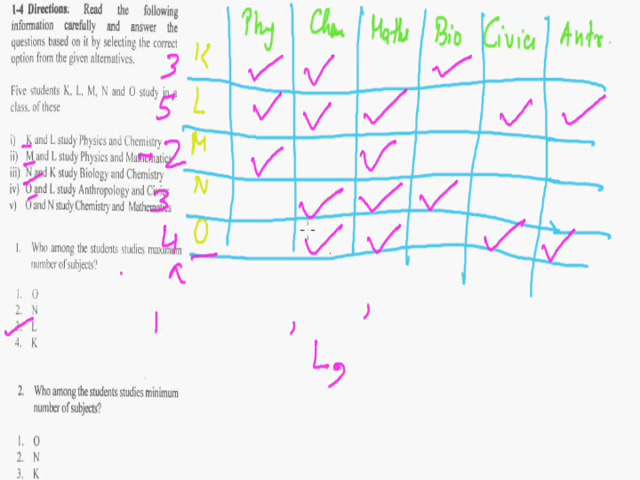 1-4 Directions: Read the following
information carefully and answer the
questions based on it by selecting the correct
option from the given alternatives.
Five students K, L, M, N and O study in a
class. of these
i) K and L study Physics and Chemistry
ii) M and L study Physics and Mathematics
iii) N and K study Biology and Chemistry
iv) O and L study Anthropology and Civics
v) O and N study Chemistry and Mathematics
1. Who among the students studies maximum
number of subjects?
1. O
2. N
3. L
4. K
2. Who among the students studies minimum
number of subjects?
1. O
2. N
3. K
Phy Chem Maths Bio Civics Antr.
3 K
5 L
2 M
3 N
4 O
1 , ,
L